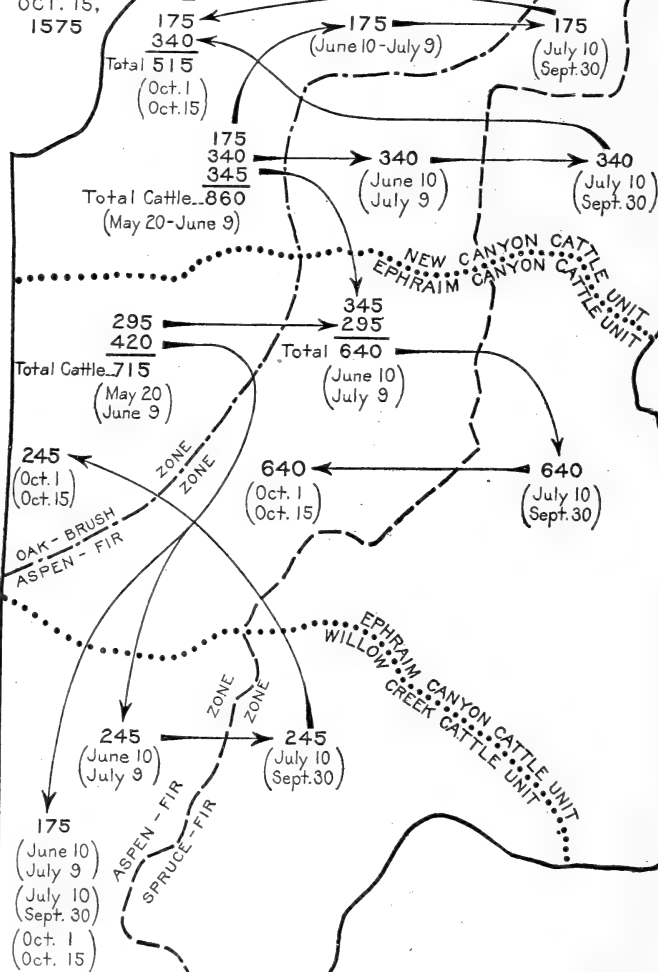 OCT. 15,
1575
175
340
Total 515
(Oct. 1
Oct. 15)
175
(June 10-July 9)
175
(July 10
Sept. 30)
175
340
345
Total Cattle--860
(May 20-June 9)
340
(June 10
July 9)
340
(July 10
Sept. 30)
NEW CANYON CATTLE UNIT
EPHRAIM CANYON CATTLE UNIT
295
420
Total Cattle--715
(May 20
June 9)
345
295
Total 640
(June 10
July 9)
245
(Oct. 1
Oct. 15)
640
(Oct. 1
Oct. 15)
640
(July 10
Sept. 30)
OAK-BRUSH ZONE
ASPEN-FIR ZONE
EPHRAIM CANYON CATTLE UNIT
WILLOW CREEK CATTLE UNIT
245
(June 10
July 9)
245
(July 10
Sept. 30)
ASPEN-FIR ZONE
SPRUCE-FIR ZONE
175
(June 10
July 9)
(July 10
Sept. 30)
(Oct. 1
Oct. 15)